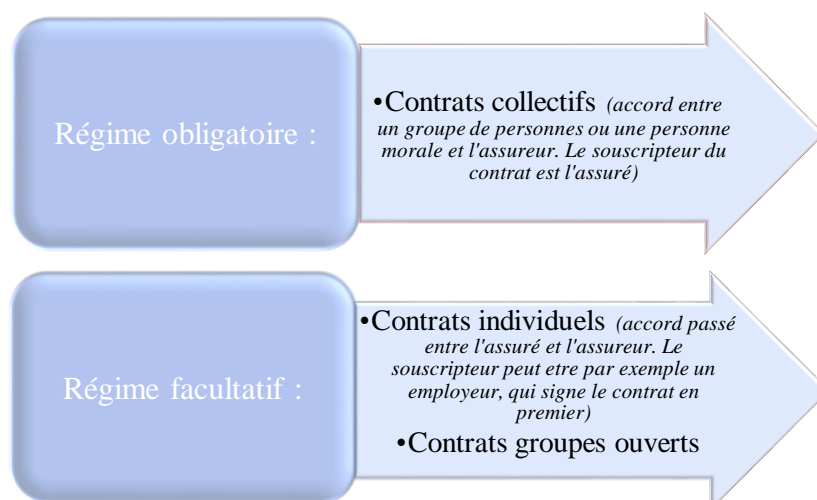 Régime obligatoire :
•Contrats collectifs (accord entre
un groupe de personnes ou une personne
morale et l'assureur. Le souscripteur du
contrat est l'assuré)
Régime facultatif :
•Contrats individuels (accord passé
entre l'assuré et l'assureur. Le
souscripteur peut etre par exemple un
employeur, qui signe le contrat en
premier)
•Contrats groupes ouverts